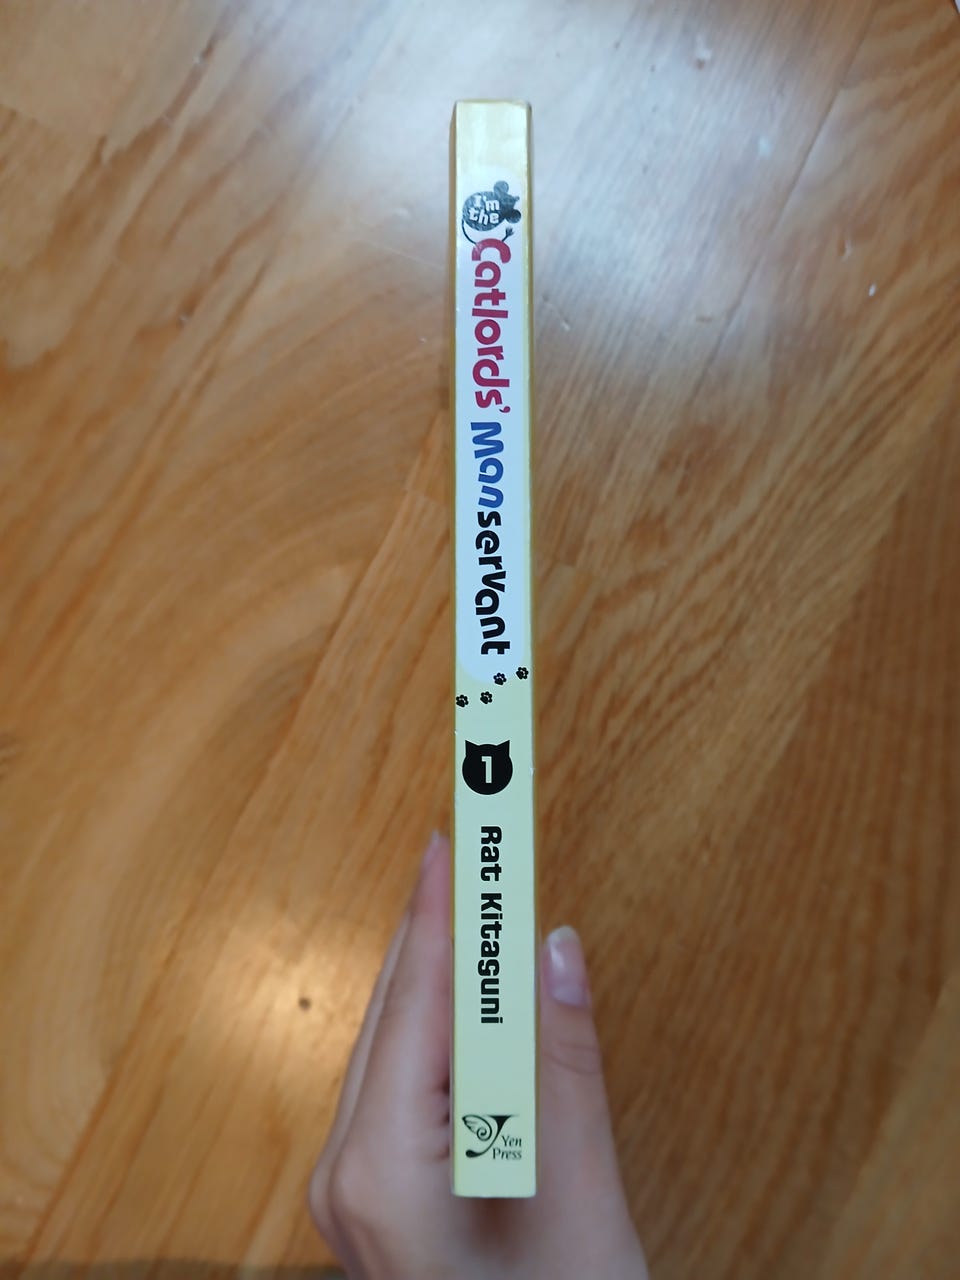 I'm
the
Catlords' Manservant
1
Rat Kitaguni
Yen
Press